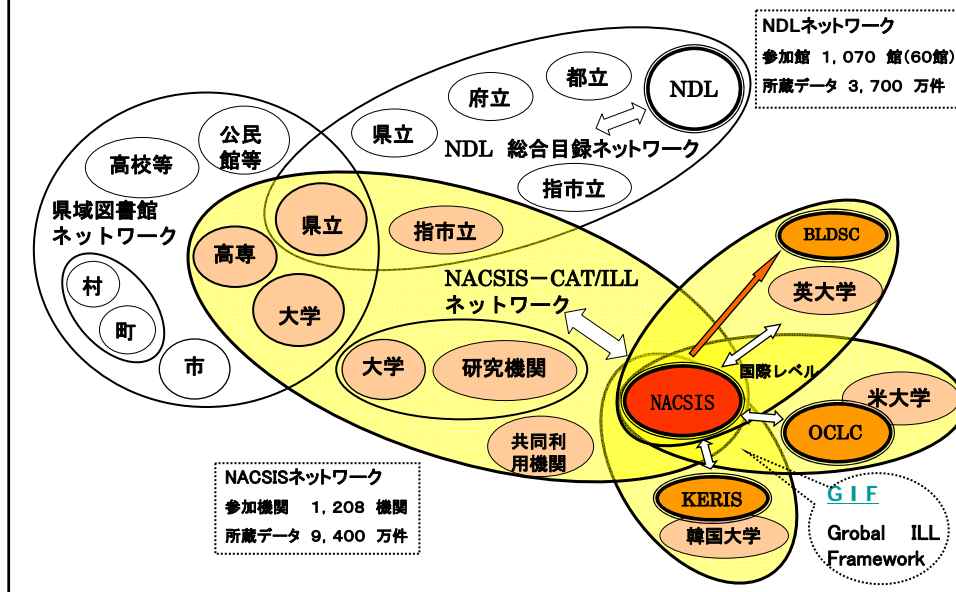 NDLネットワーク
参加館 1,070 館(60館)
所蔵データ 3,700 万件
NDL
都立
府立
県立
NDL 総合目録ネットワーク
指市立
公民
館等
高校等
県域図書館
ネットワーク
県立
指市立
高専
大学
村
町
市
NACSIS-CAT/ILL
ネットワーク
大学
研究機関
共同利
用機関
BLDSC
英大学
国際レベル
NACSIS
米大学
OCLC
KERIS
韓国大学
GIF
Grobal ILL
Framework
NACSISネットワーク
参加機関 1,208 機関
所蔵データ 9,400 万件